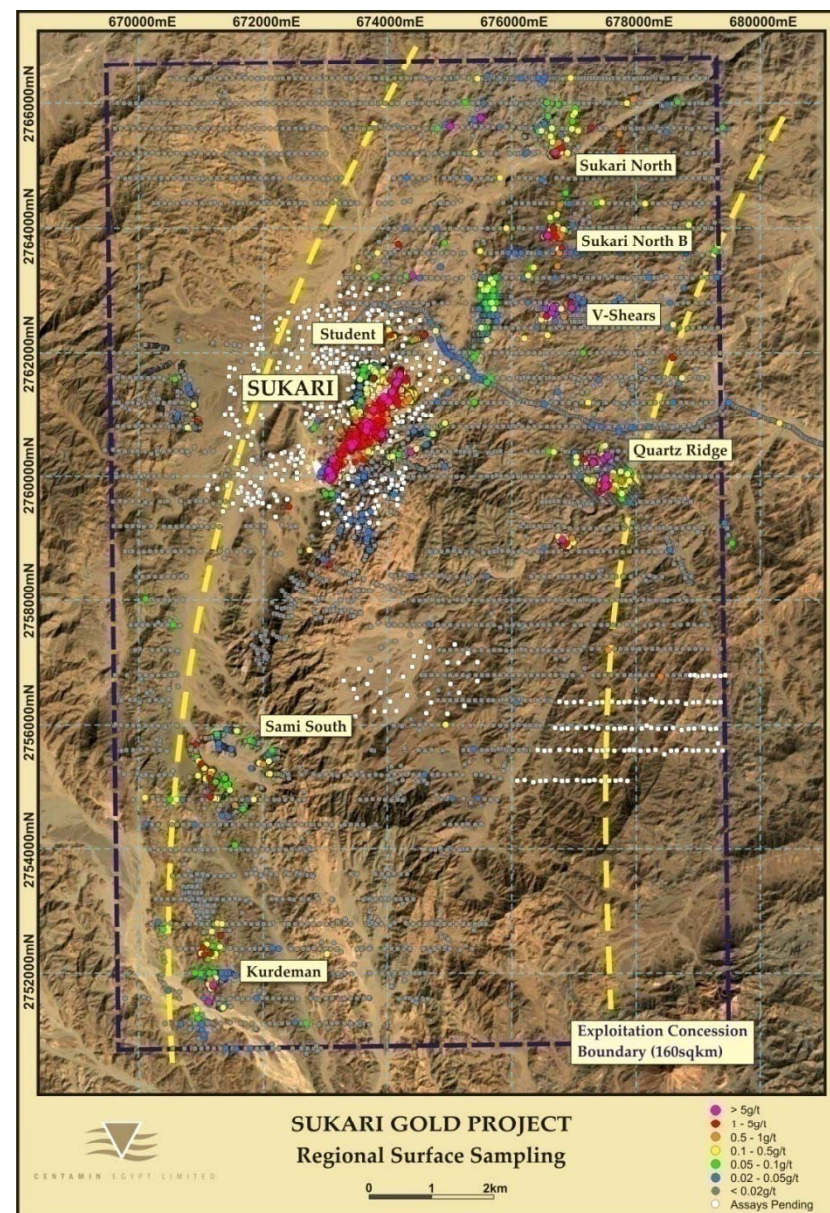 670000mE
672000mE
674000mE
676000mE
678000mE
680000mE
2766000mN
2764000mN
2762000mN
2760000mN
2758000mN
2756000mN
2754000mN
2752000mN
Sukari North
Sukari North B
V-Shears
Student
SUKARI
Quartz Ridge
Sami South
Kurdeman
Exploitation Concession
Boundary (160sqkm)
CENTAMIN EGYPT LIMITED
SUKARI GOLD PROJECT
Regional Surface Sampling
0 1 2km
> 5g/t
1 - 5g/t
0.5 - 1g/t
0.1 - 0.5g/t
0.05 - 0.1g/t
0.02 - 0.05g/t
< 0.02g/t
Assays Pending